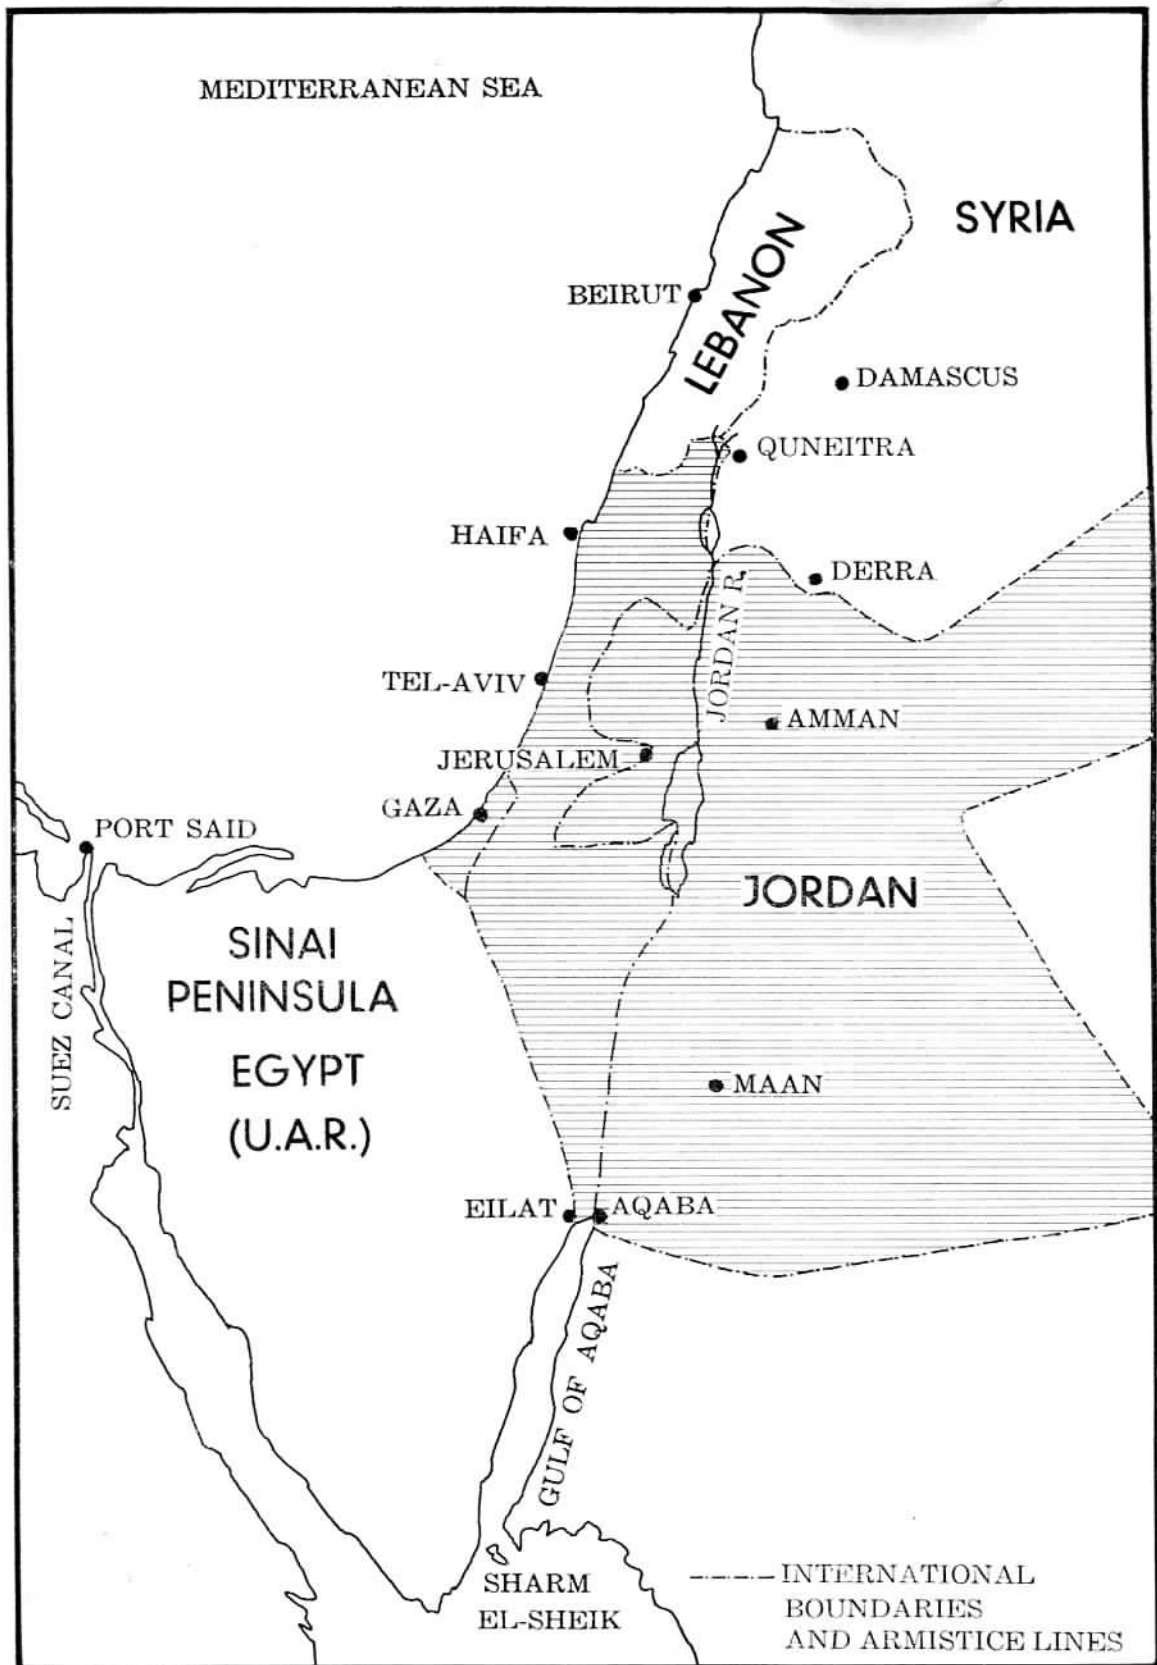 MEDITERRANEAN SEA
SYRIA
LEBANON
BEIRUT
DAMASCUS
QUNEITRA
HAIFA
DERRA
JORDAN R.
TEL-AVIV
AMMAN
JERUSALEM
GAZA
PORT SAID
JORDAN
SUEZ CANAL
SINAI
PENINSULA
EGYPT
(U.A.R.)
MAAN
EILAT
AQABA
GULF OF AQABA
SHARM
EL-SHEIK
INTERNATIONAL
BOUNDARIES
AND ARMISTICE LINES